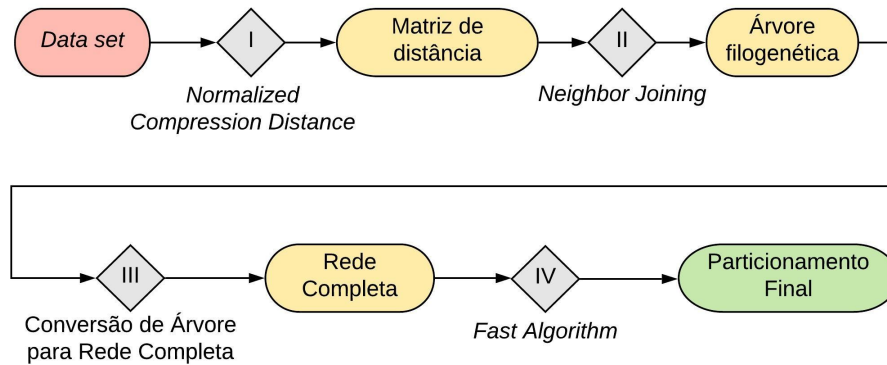 Data set
I
Normalized
Compression Distance
Matriz de
distância
II
Neighbor Joining
Árvore
filogenética
III
Conversão de Árvore
para Rede Completa
Rede
Completa
IV
Fast Algorithm
Particionamento
Final